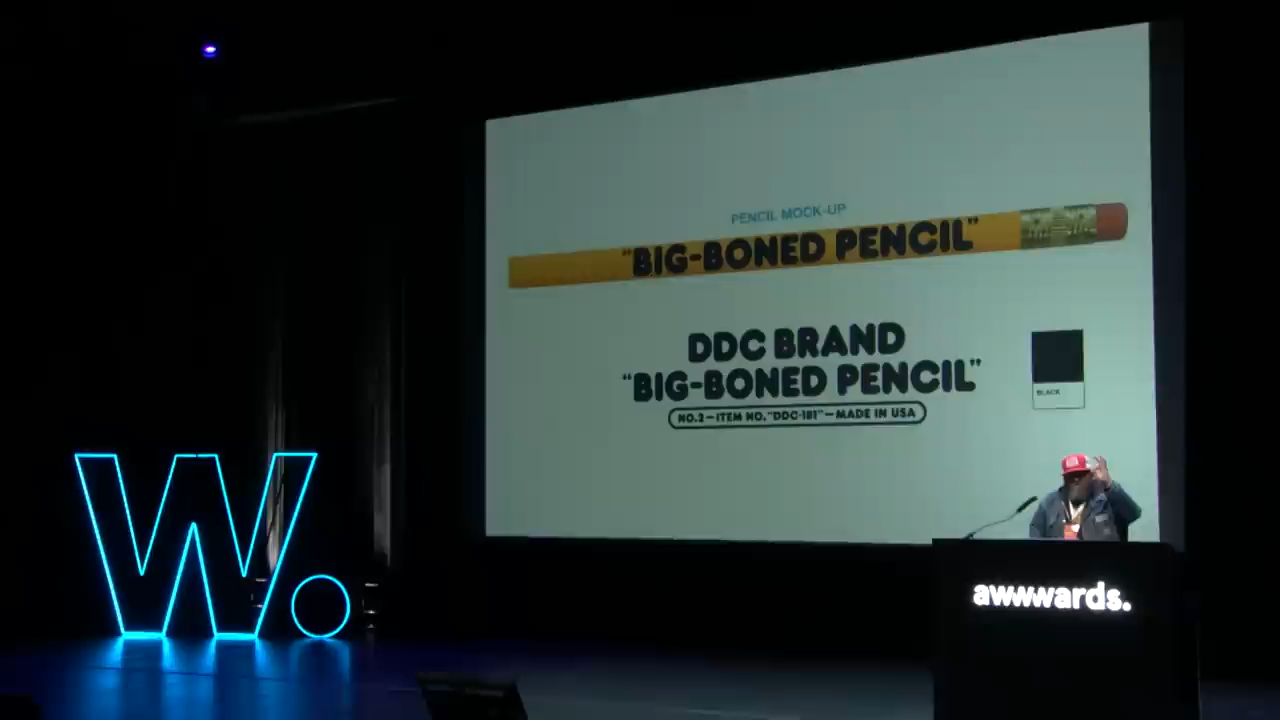 PENCIL MOCK-UP
“BIG-BONED PENCIL”
DDC BRAND
“BIG-BONED PENCIL”
NO.2—ITEM NO. “DDC-181”—MADE IN USA
BLACK
W.
awwwards.